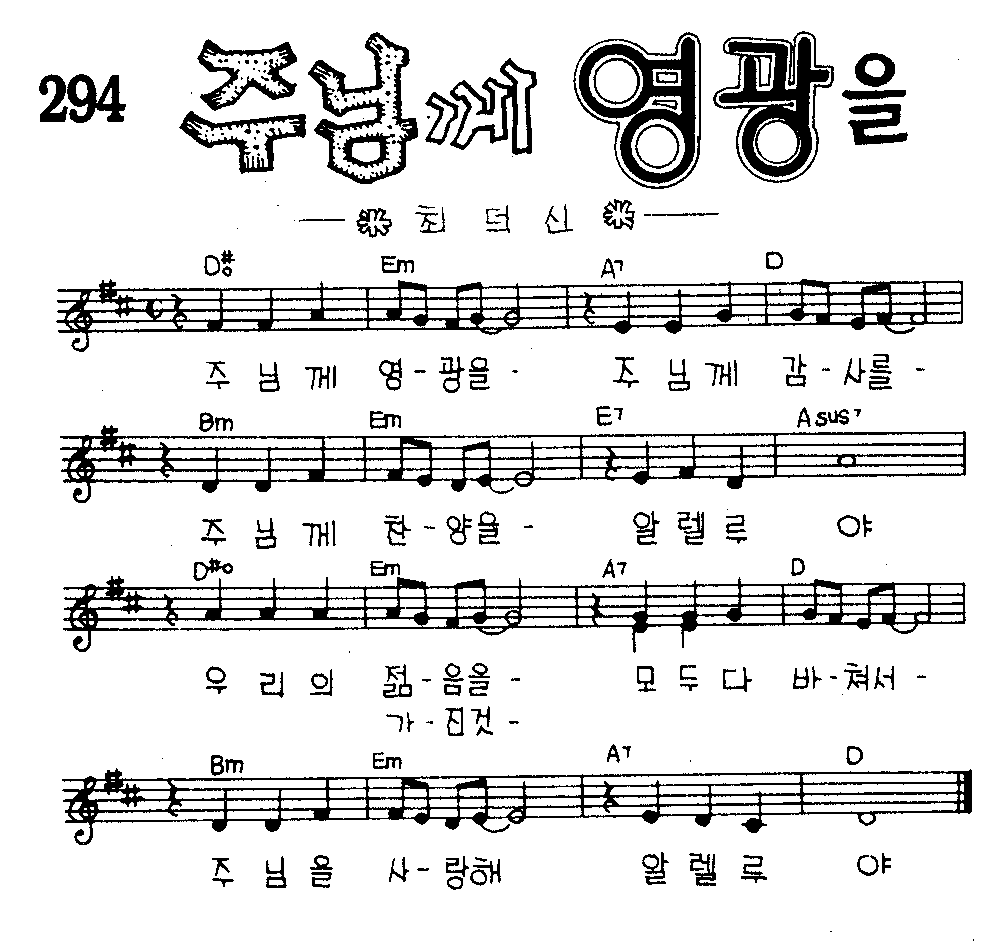 294 주님께 영광을
최덕신
D#o Em A7 D
주 님 께 영-광을- 주 님 께 감-사를-
Bm Em E7 Asus7
주 님 께 찬-양을- 알 렐 루 야
D#o Em A7 D
우 리 의 젊-음을- 모 두 다 바-쳐서-
가-진것-
Bm Em A7 D
주 님 을 사-랑해 알 렐 루 야